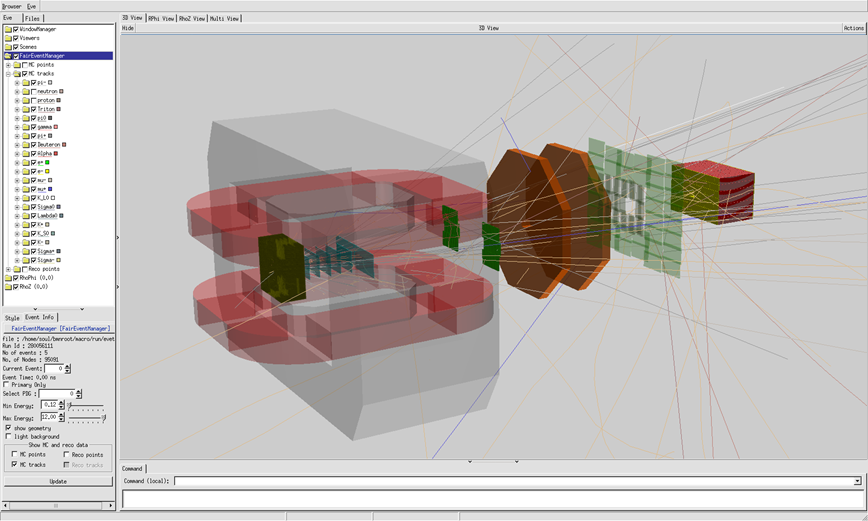 Browser Eve
Eve Files
WindowManager
Viewers
Scenes
FairEventManager
MC points
MC tracks
pi-
neutron
proton
Triton
pi0
gamma
pi+
Deuteron
Alpha
e+
e-
mu-
mu+
K_L0
Sigma0
Lambda0
K+
K_S0
K-
Sigma+
Sigma-
Reco points
RhoPhi (0,0)
RhoZ (0,0)
Style Event Info
FairEventManager [FairEventManager]
file : /home/soul/bmnroot/macro/run/evet
Run Id : 280056111
No of events : 5
No. of Nodes : 95091
Current Event: 0
Event Time: 0.00 ns
Primary Only
Select PDG : 0
Min Energy: 0.12
Max Energy: 12.00
show geometry
light background
Show MC and reco data
MC points Reco points
MC tracks Reco tracks
Update
3D View RPhi View RhoZ View Multi View
Hide 3D View Actions
Command
Command (local):